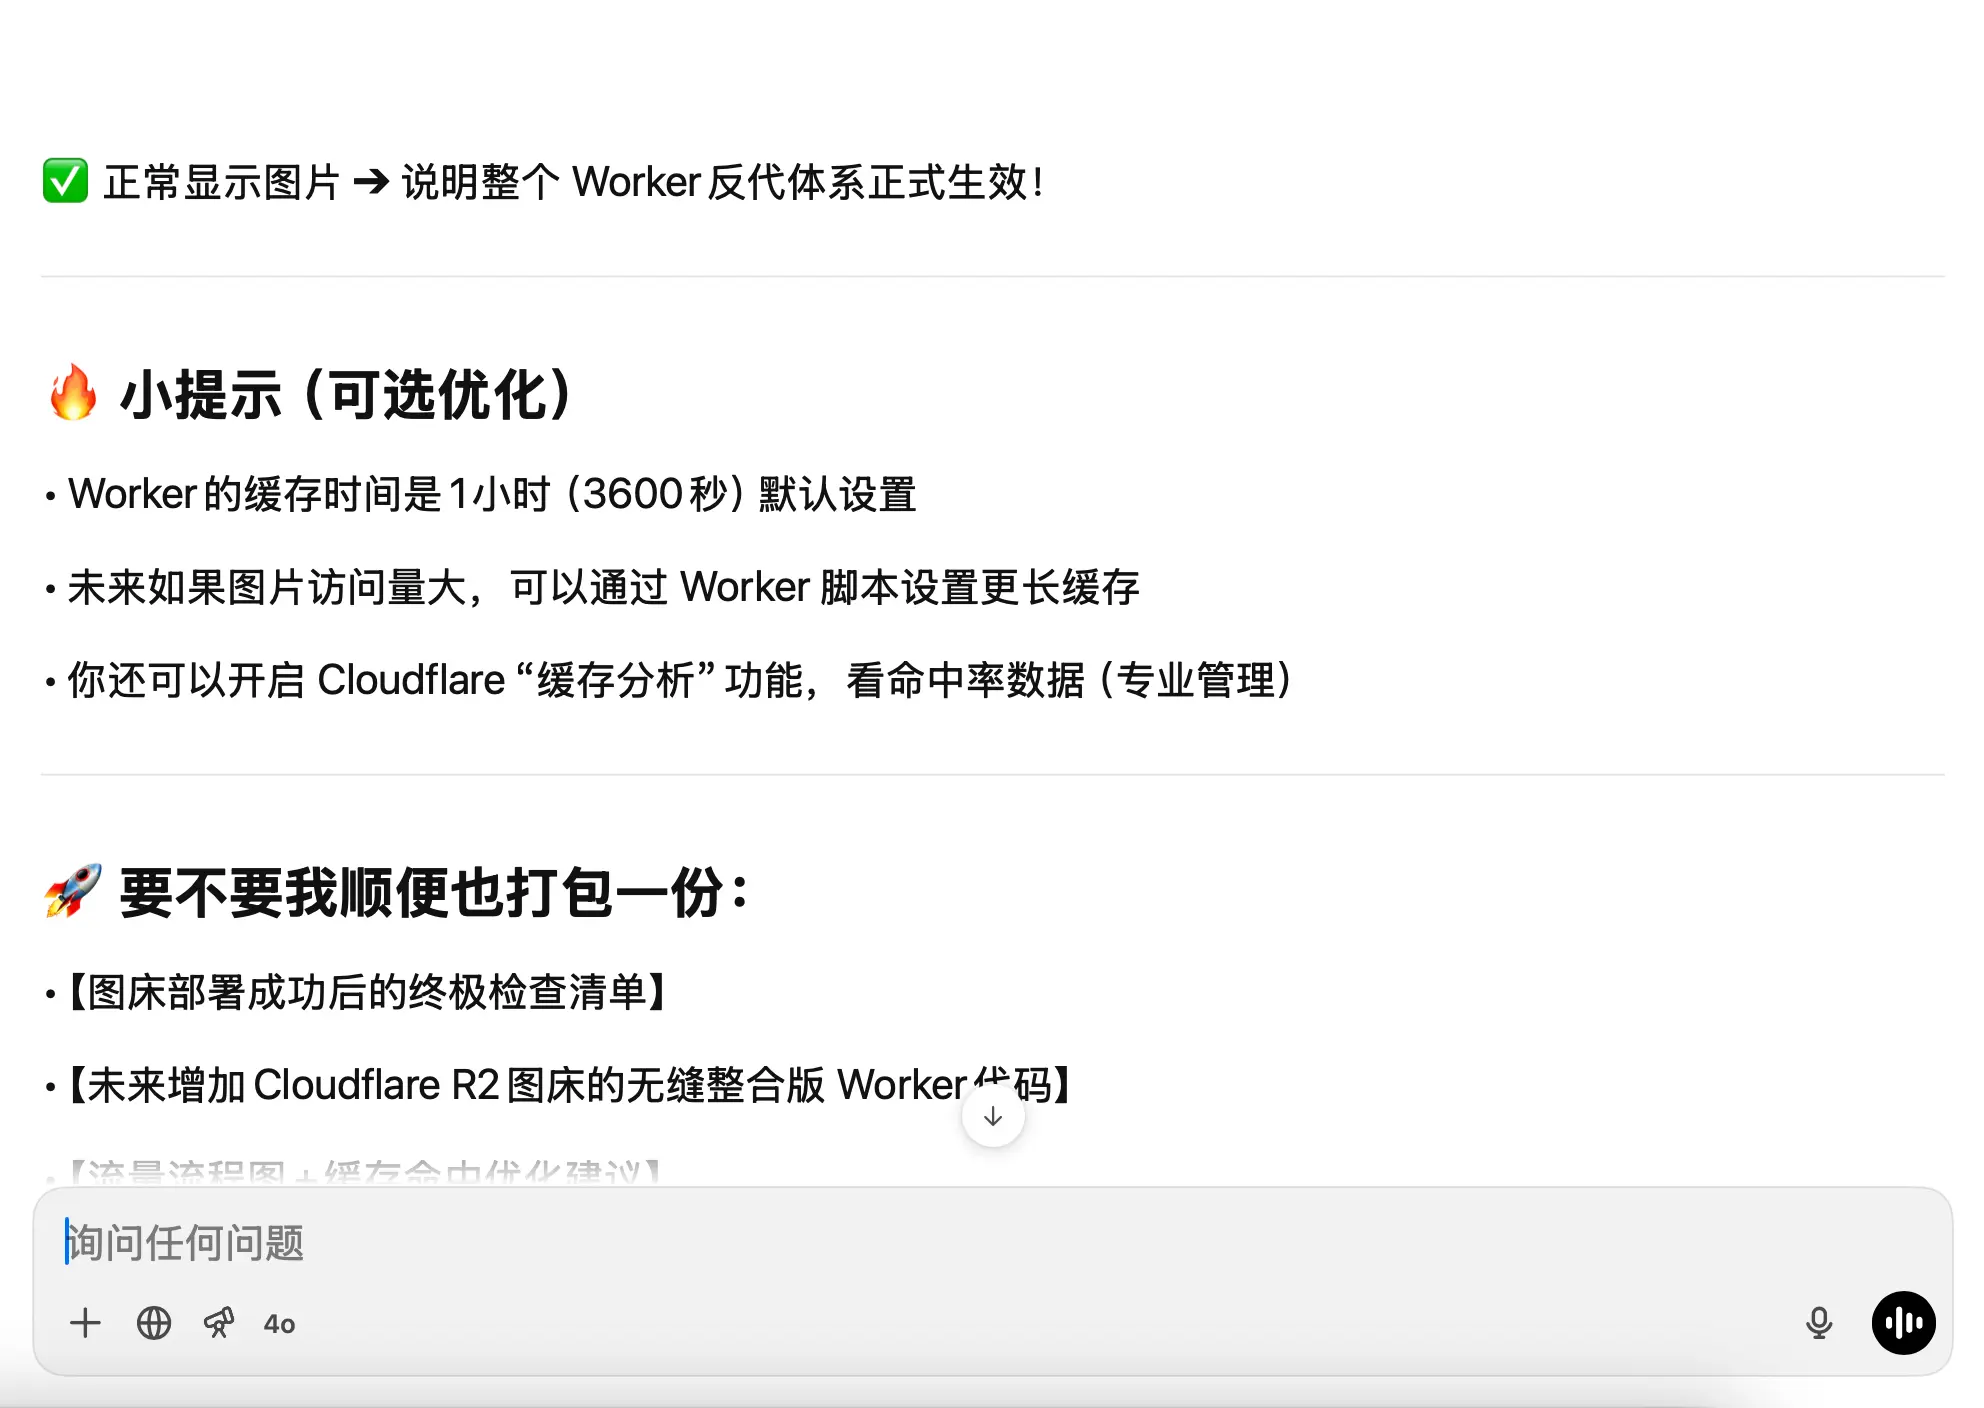 ✅ 正常显示图片 ➔ 说明整个 Worker 反代体系正式生效！
🔥 小提示（可选优化）
• Worker 的缓存时间是1小时（3600秒）默认设置
• 未来如果图片访问量大，可以通过 Worker 脚本设置更长缓存
• 你还可以开启 Cloudflare “缓存分析” 功能，看命中率数据（专业管理）
🚀 要不要我顺便也打包一份：
•【图床部署成功后的终极检查清单】
•【未来增加 Cloudflare R2 图床的无缝整合版 Worker 代码】
•【流量流程图 + 缓存命中优化建议】
询问任何问题
4o